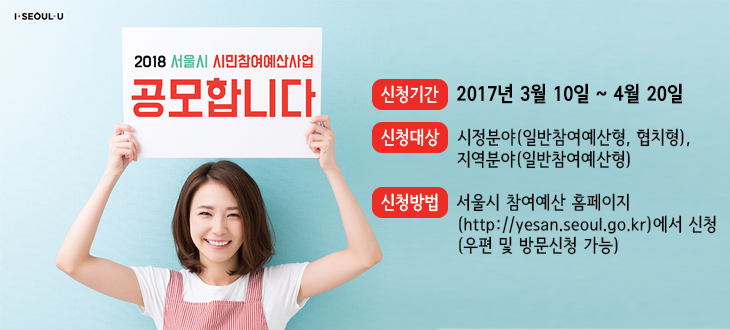 I·SEOUL·U
2018 서울시 시민참여예산사업
공모합니다
신청기간 2017년 3월 10일 ~ 4월 20일
신청대상 시정분야(일반참여예산형, 협치형),
지역분야(일반참여예산형)
신청방법 서울시 참여예산 홈페이지
(http://yesan.seoul.go.kr)에서 신청
(우편 및 방문신청 가능)